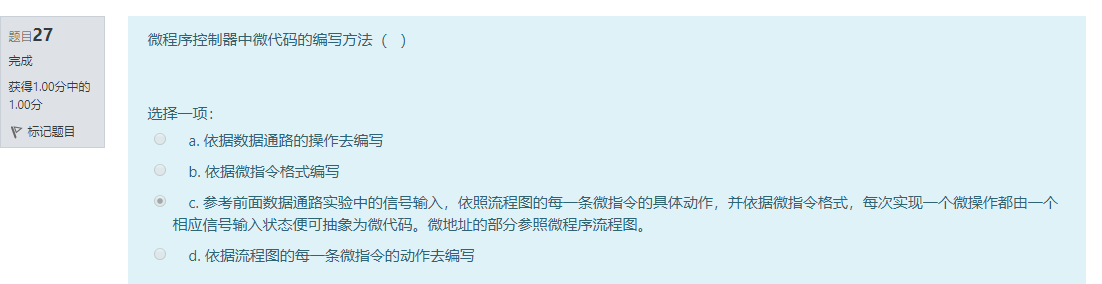 题目27
完成
获得1.00分中的
1.00分
标记题目
微程序控制器中微代码的编写方法（ ）
选择一项：
a. 依据数据通路的操作去编写
b. 依据微指令格式编写
c. 参考前面数据通路实验中的信号输入，依照流程图的每一条微指令的具体动作，并依据微指令格式，每次实现一个微操作都由一个
相应信号输入状态便可抽象为微代码。微地址的部分参照微程序流程图。
d. 依据流程图的每一条微指令的动作去编写